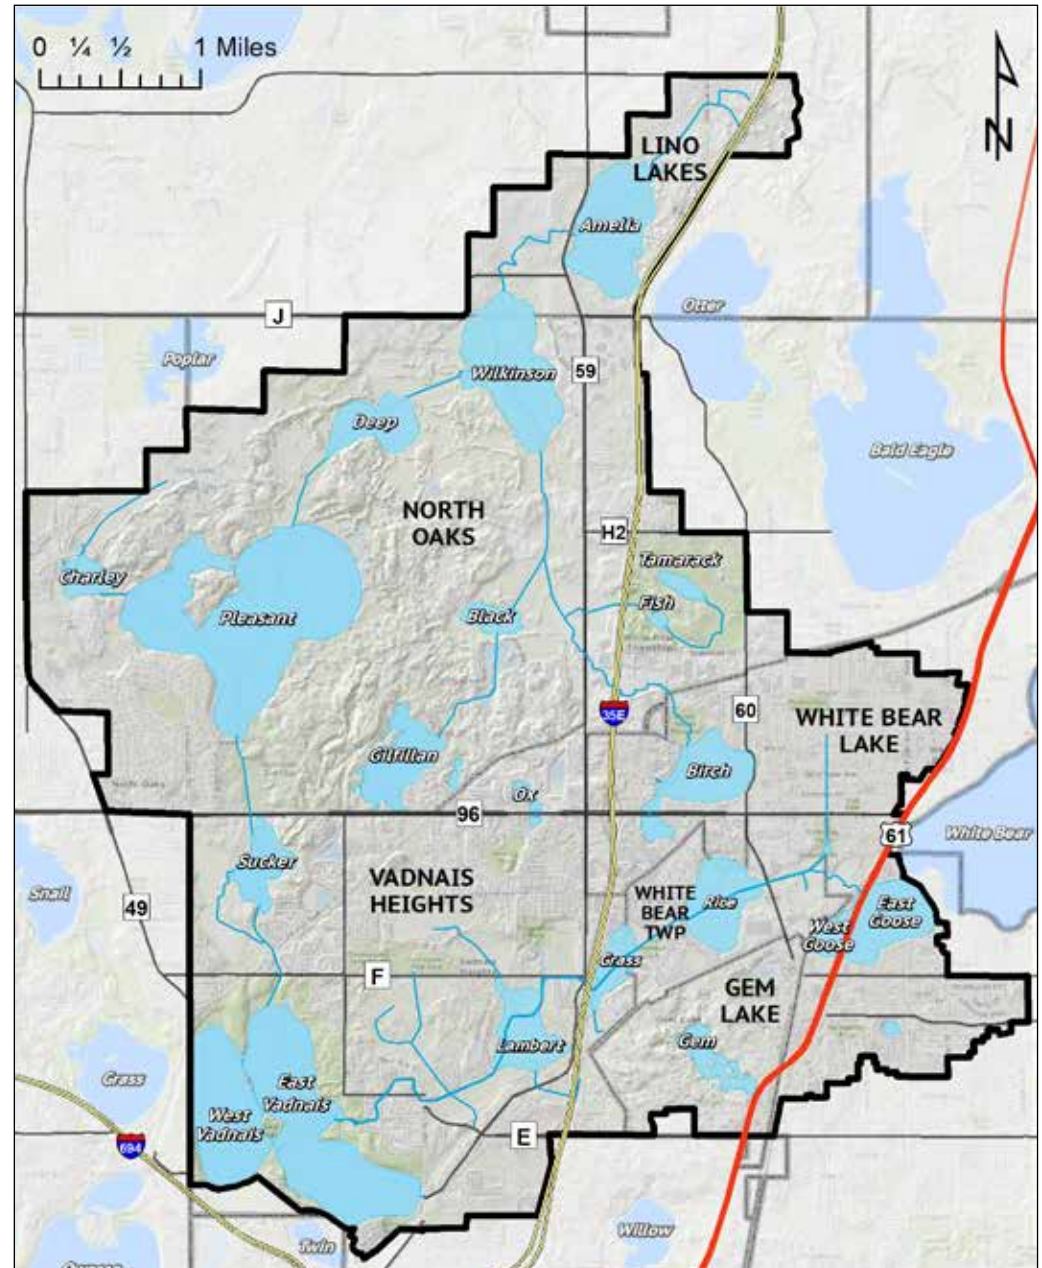 0 ¼ ½ 1 Miles
N
LINO
LAKES
Amelia
Otter
J
Poplar
Wilkinson
59
Deep
Bald Eagle
NORTH
OAKS
H2
Tamarack
Charley
Fish
Pleasant
Black
35E
60
WHITE BEAR
LAKE
Gilfillan
Birch
Ox
96
61
White Bear
Sucker
VADNAIS
HEIGHTS
Snail
49
WHITE
BEAR
TWP
Rice
East
Goose
West
Goose
Grass
F
GEM
LAKE
Lambert
Gem
Grass
East
Vadnais
West
Vadnais
E
694
Willow
Twin